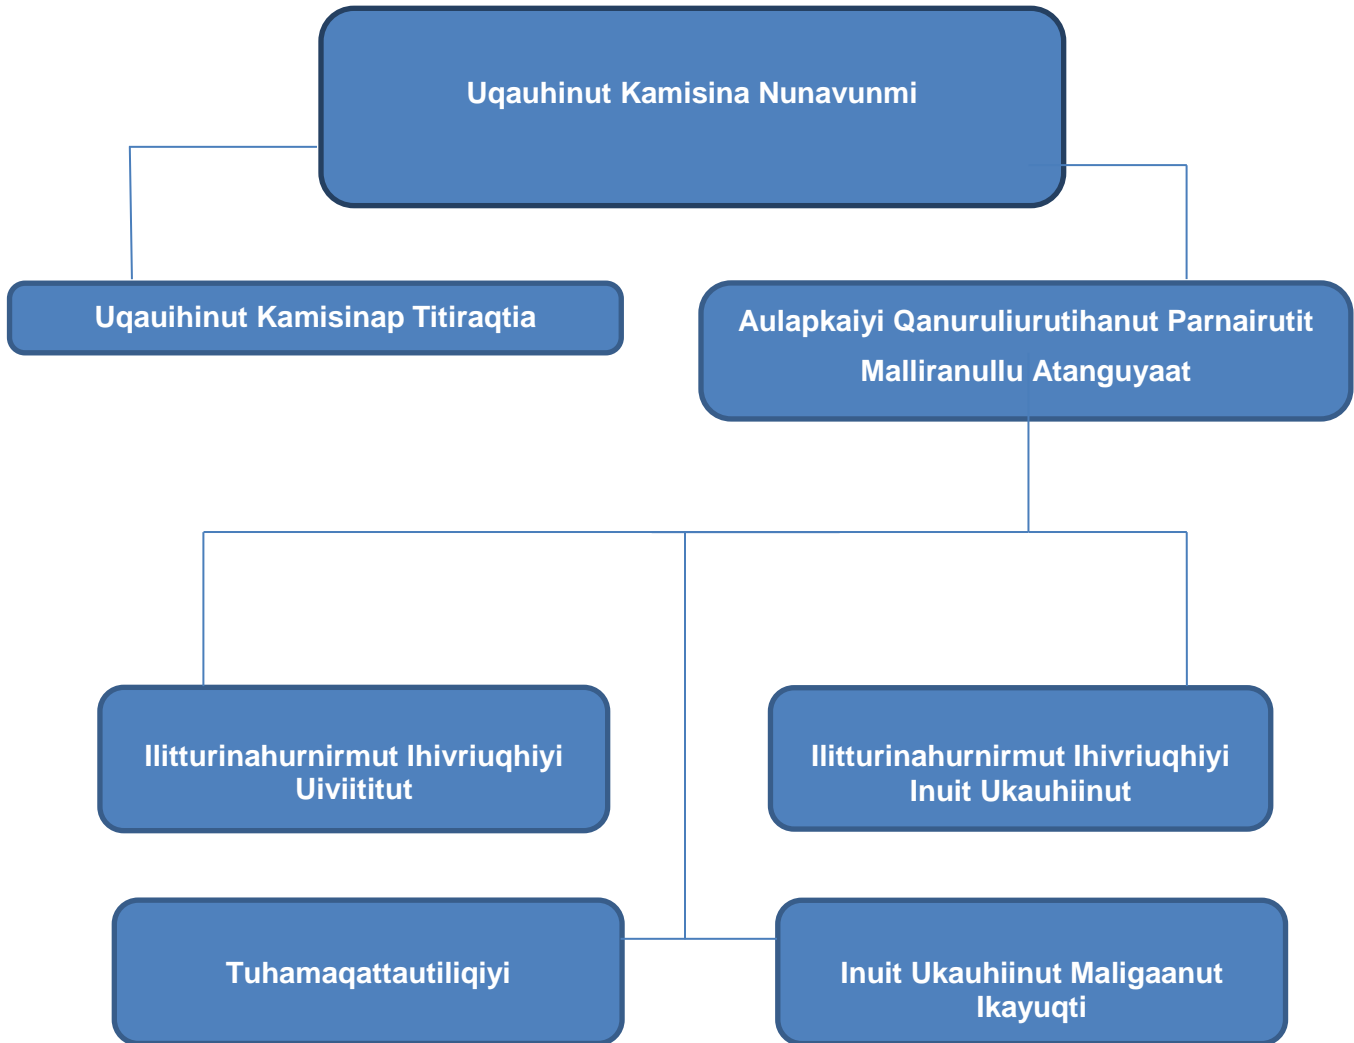 Uqauhinut Kamisina Nunavunmi
Uqauihinut Kamisinap Titiraqtia
Aulapkaiyi Qanuruliurutihanut Parnairutit
Malliranullu Atanguyaat
Ilitturinahurnirmut Ihivriuqhiyi
Uiviititut
Ilitturinahurnirmut Ihivriuqhiyi
Inuit Ukauhiinut
Tuhamaqattautiliqiyi
Inuit Ukauhiinut Maligaanut
Ikayuqti